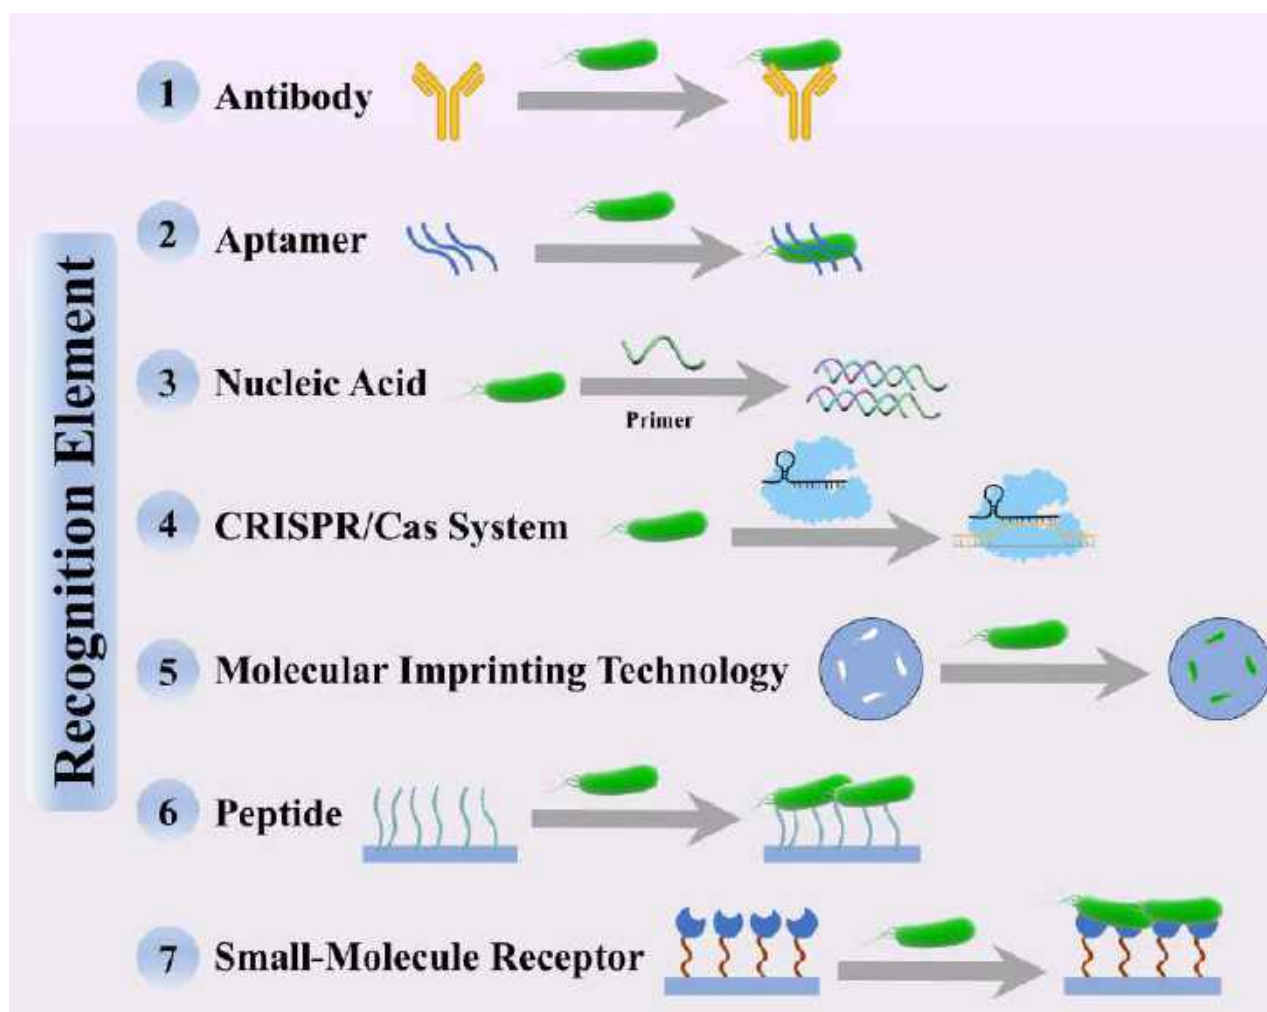 Recognition Element
1 Antibody
2 Aptamer
3 Nucleic Acid
Primer
4 CRISPR/Cas System
5 Molecular Imprinting Technology
6 Peptide
7 Small-Molecule Receptor